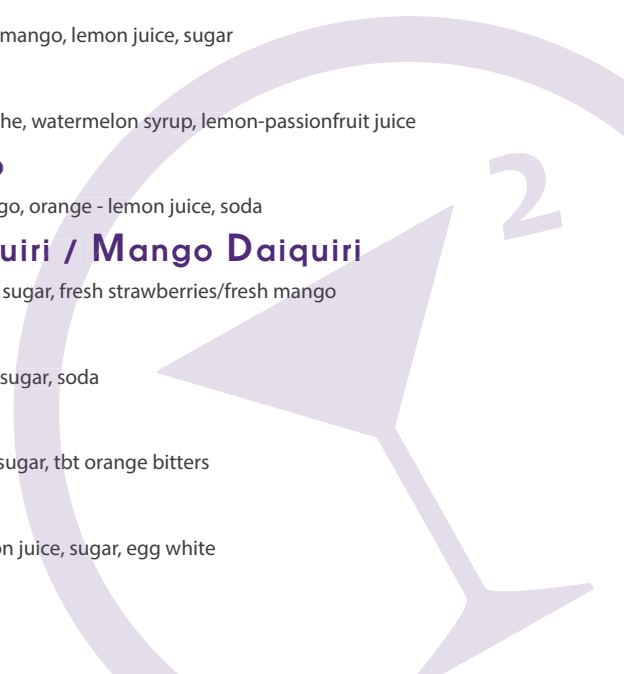 mango, lemon juice, sugar
he, watermelon syrup, lemon-passionfruit juice
2
go, orange - lemon juice, soda
uiri / Mango Daiquiri
sugar, fresh strawberries/fresh mango
sugar, soda
sugar, tbt orange bitters
n juice, sugar, egg white